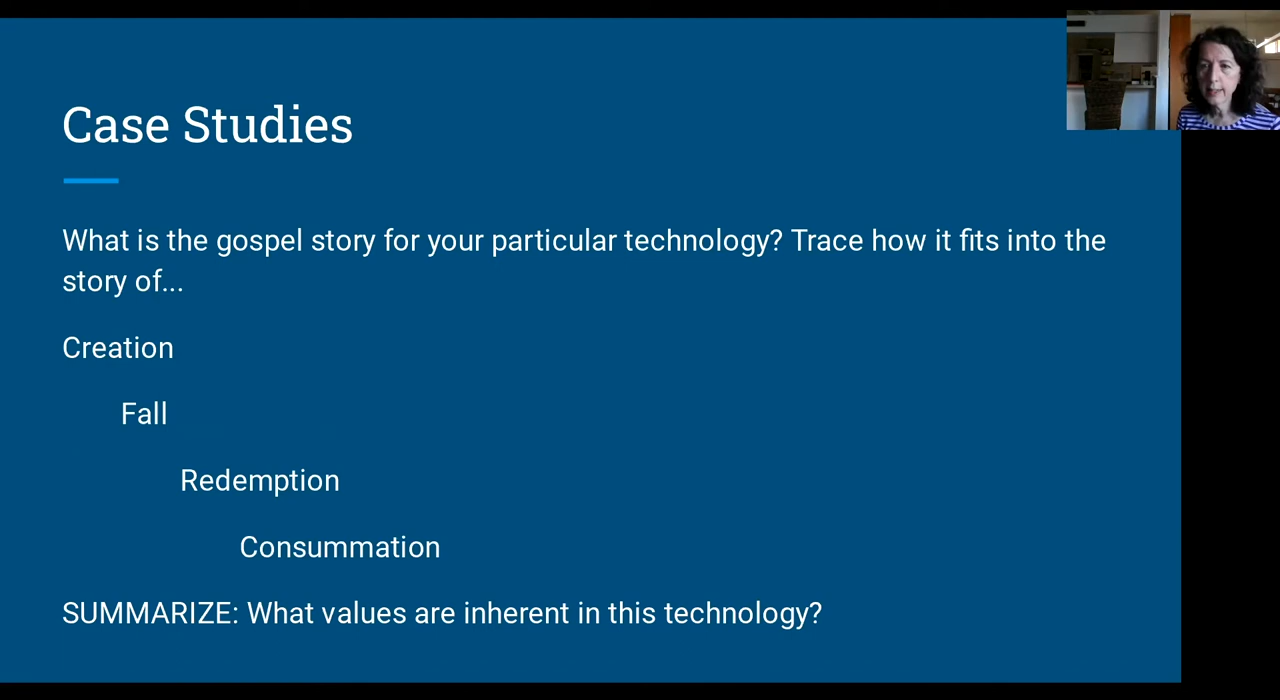 Case Studies
What is the gospel story for your particular technology? Trace how it fits into the
story of...
Creation
Fall
Redemption
Consummation
SUMMARIZE: What values are inherent in this technology?